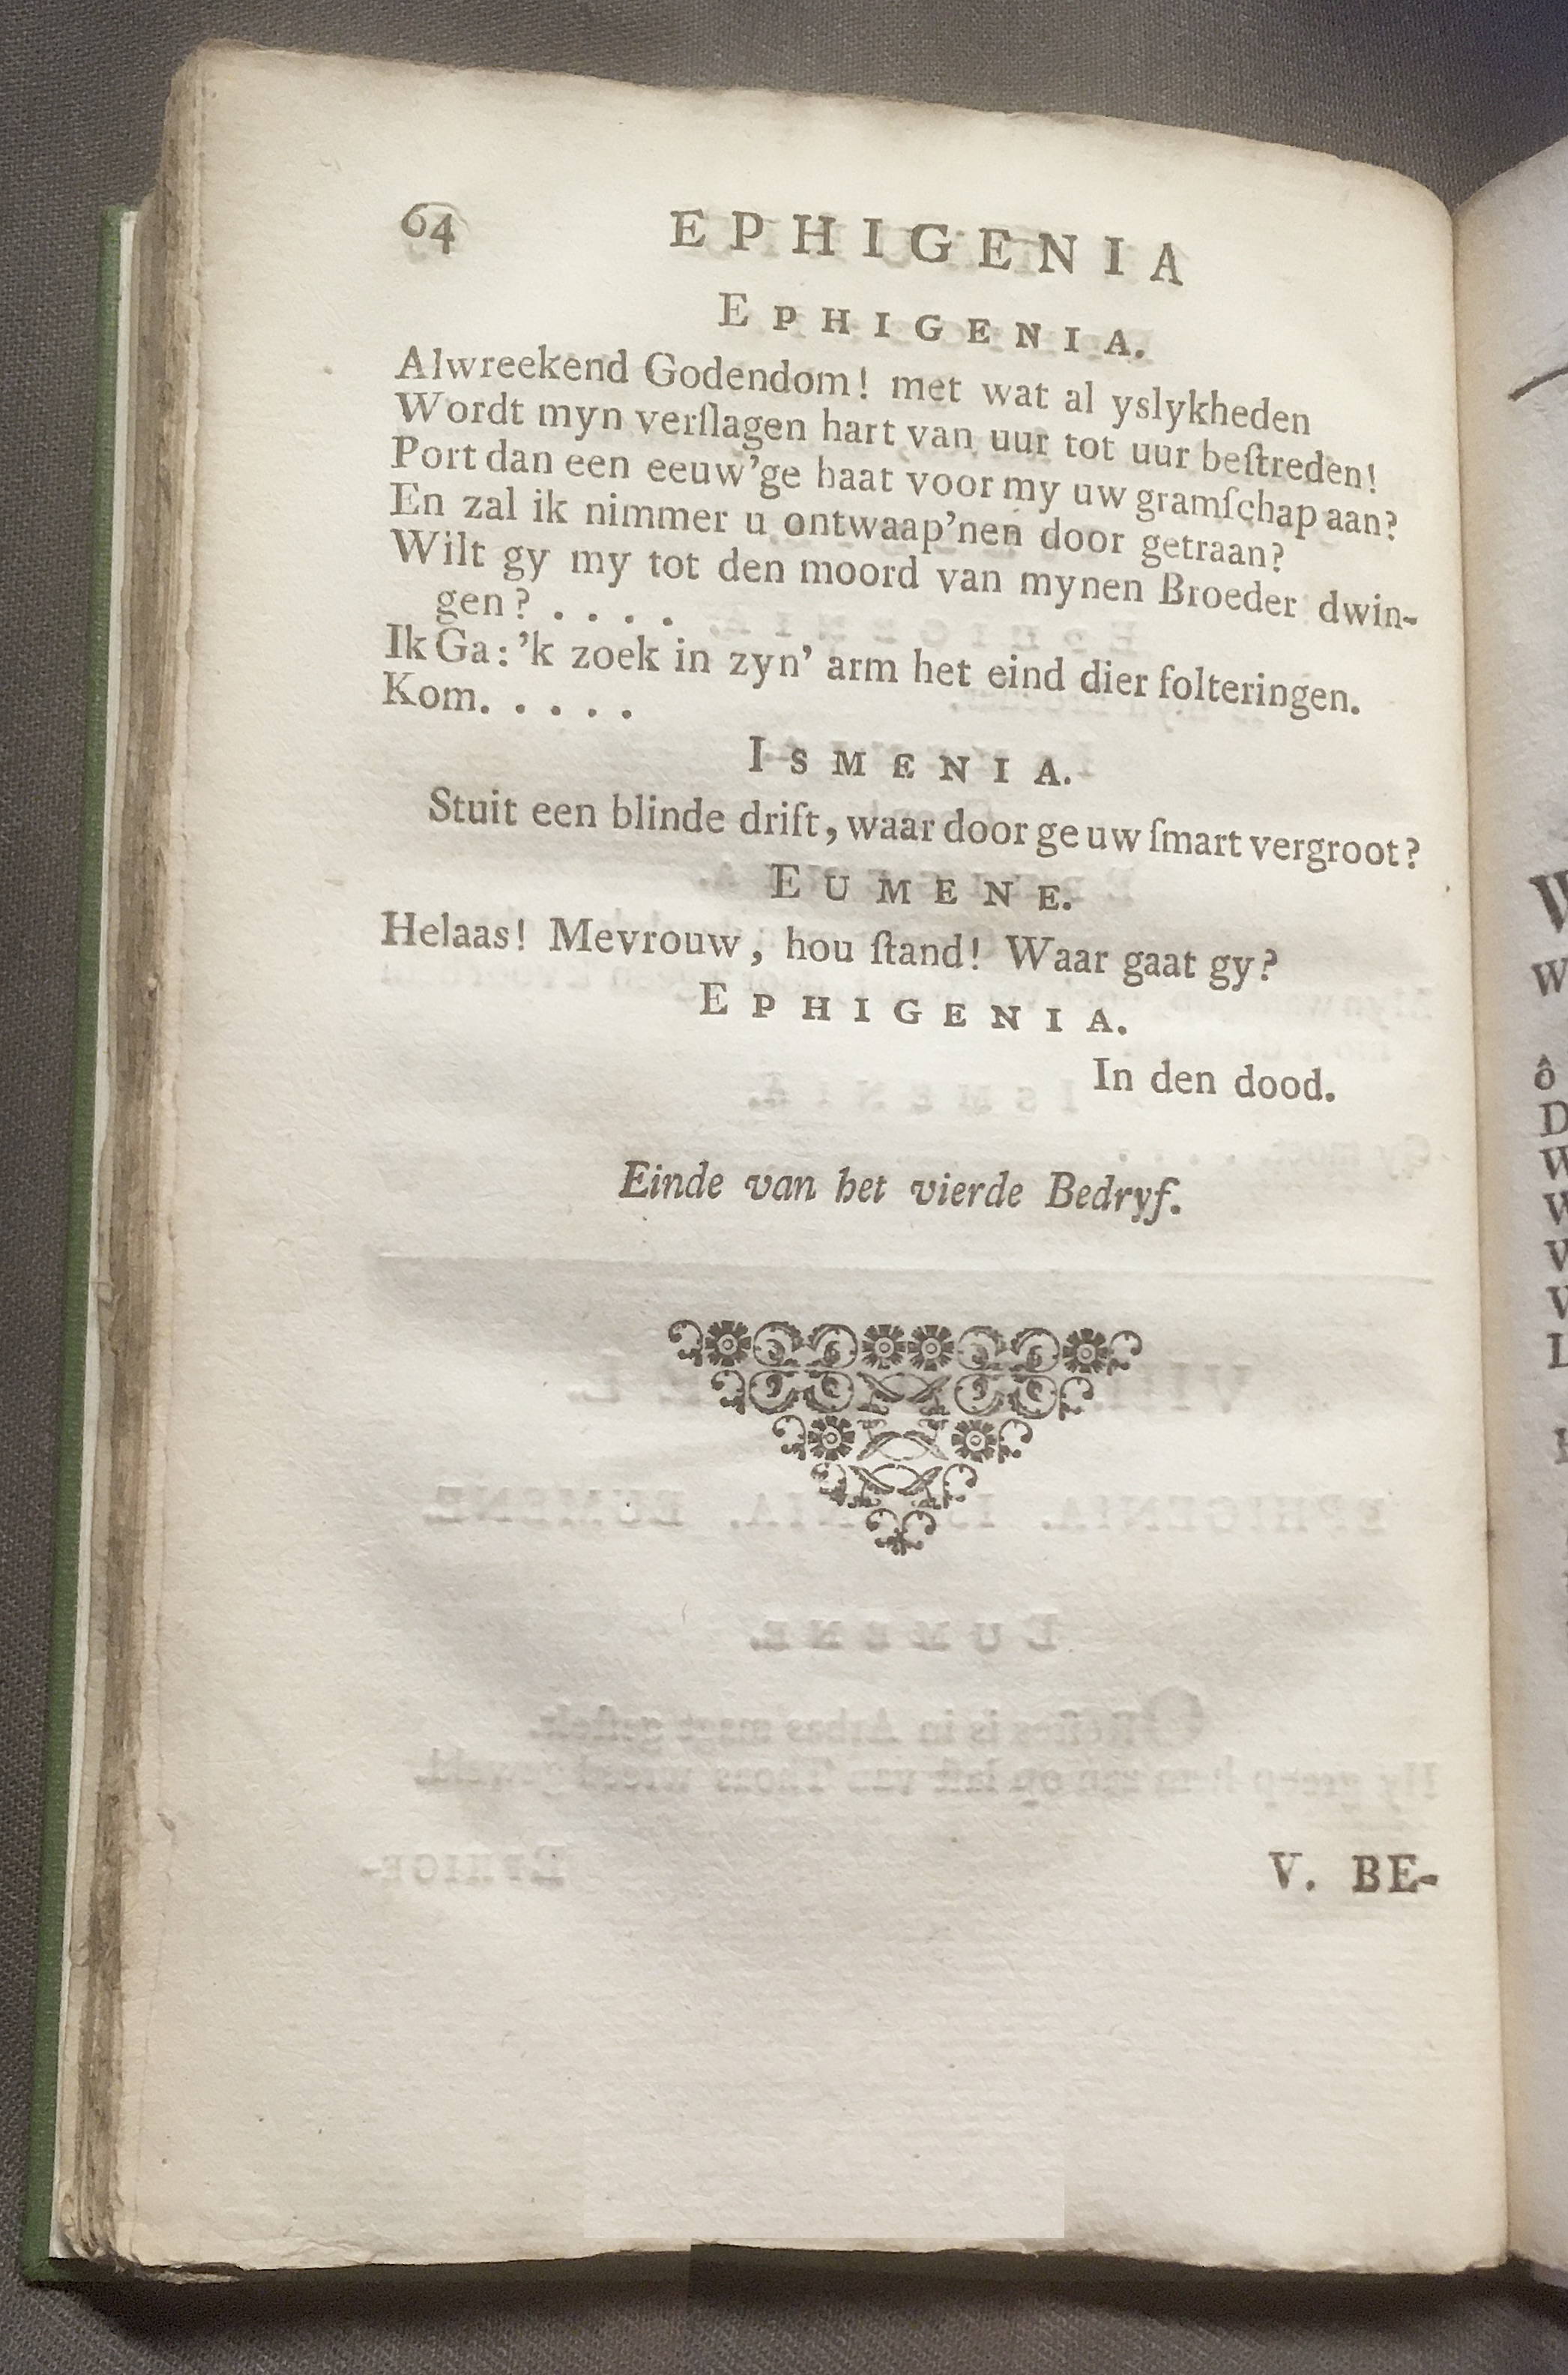 64 EPHIGENIA
EPHIGENIA.
Alwreekend Godendom! met wat al yslykheden
Wordt myn verſlagen hart van uur tot uur beſtreden!
Port dan een eeuw'ge haat voor my uw gramſchap aan?
En zal ik nimmer u ontwaap'nen door getraan?
Wilt gy my tot den moord van mynen Broeder dwin-
gen? . . . .
Ik Ga: 'k zoek in zyn' arm het eind dier folteringen.
Kom. . . . . .
ISMENIA.
Stuit een blinde drift, waar door ge uw ſmart vergroot?
EUMENE.
Helaas! Mevrouw, hou ſtand! Waar gaat gy?
EPHIGENIA.
In den dood.
Einde van het vierde Bedryf.
V. BE-